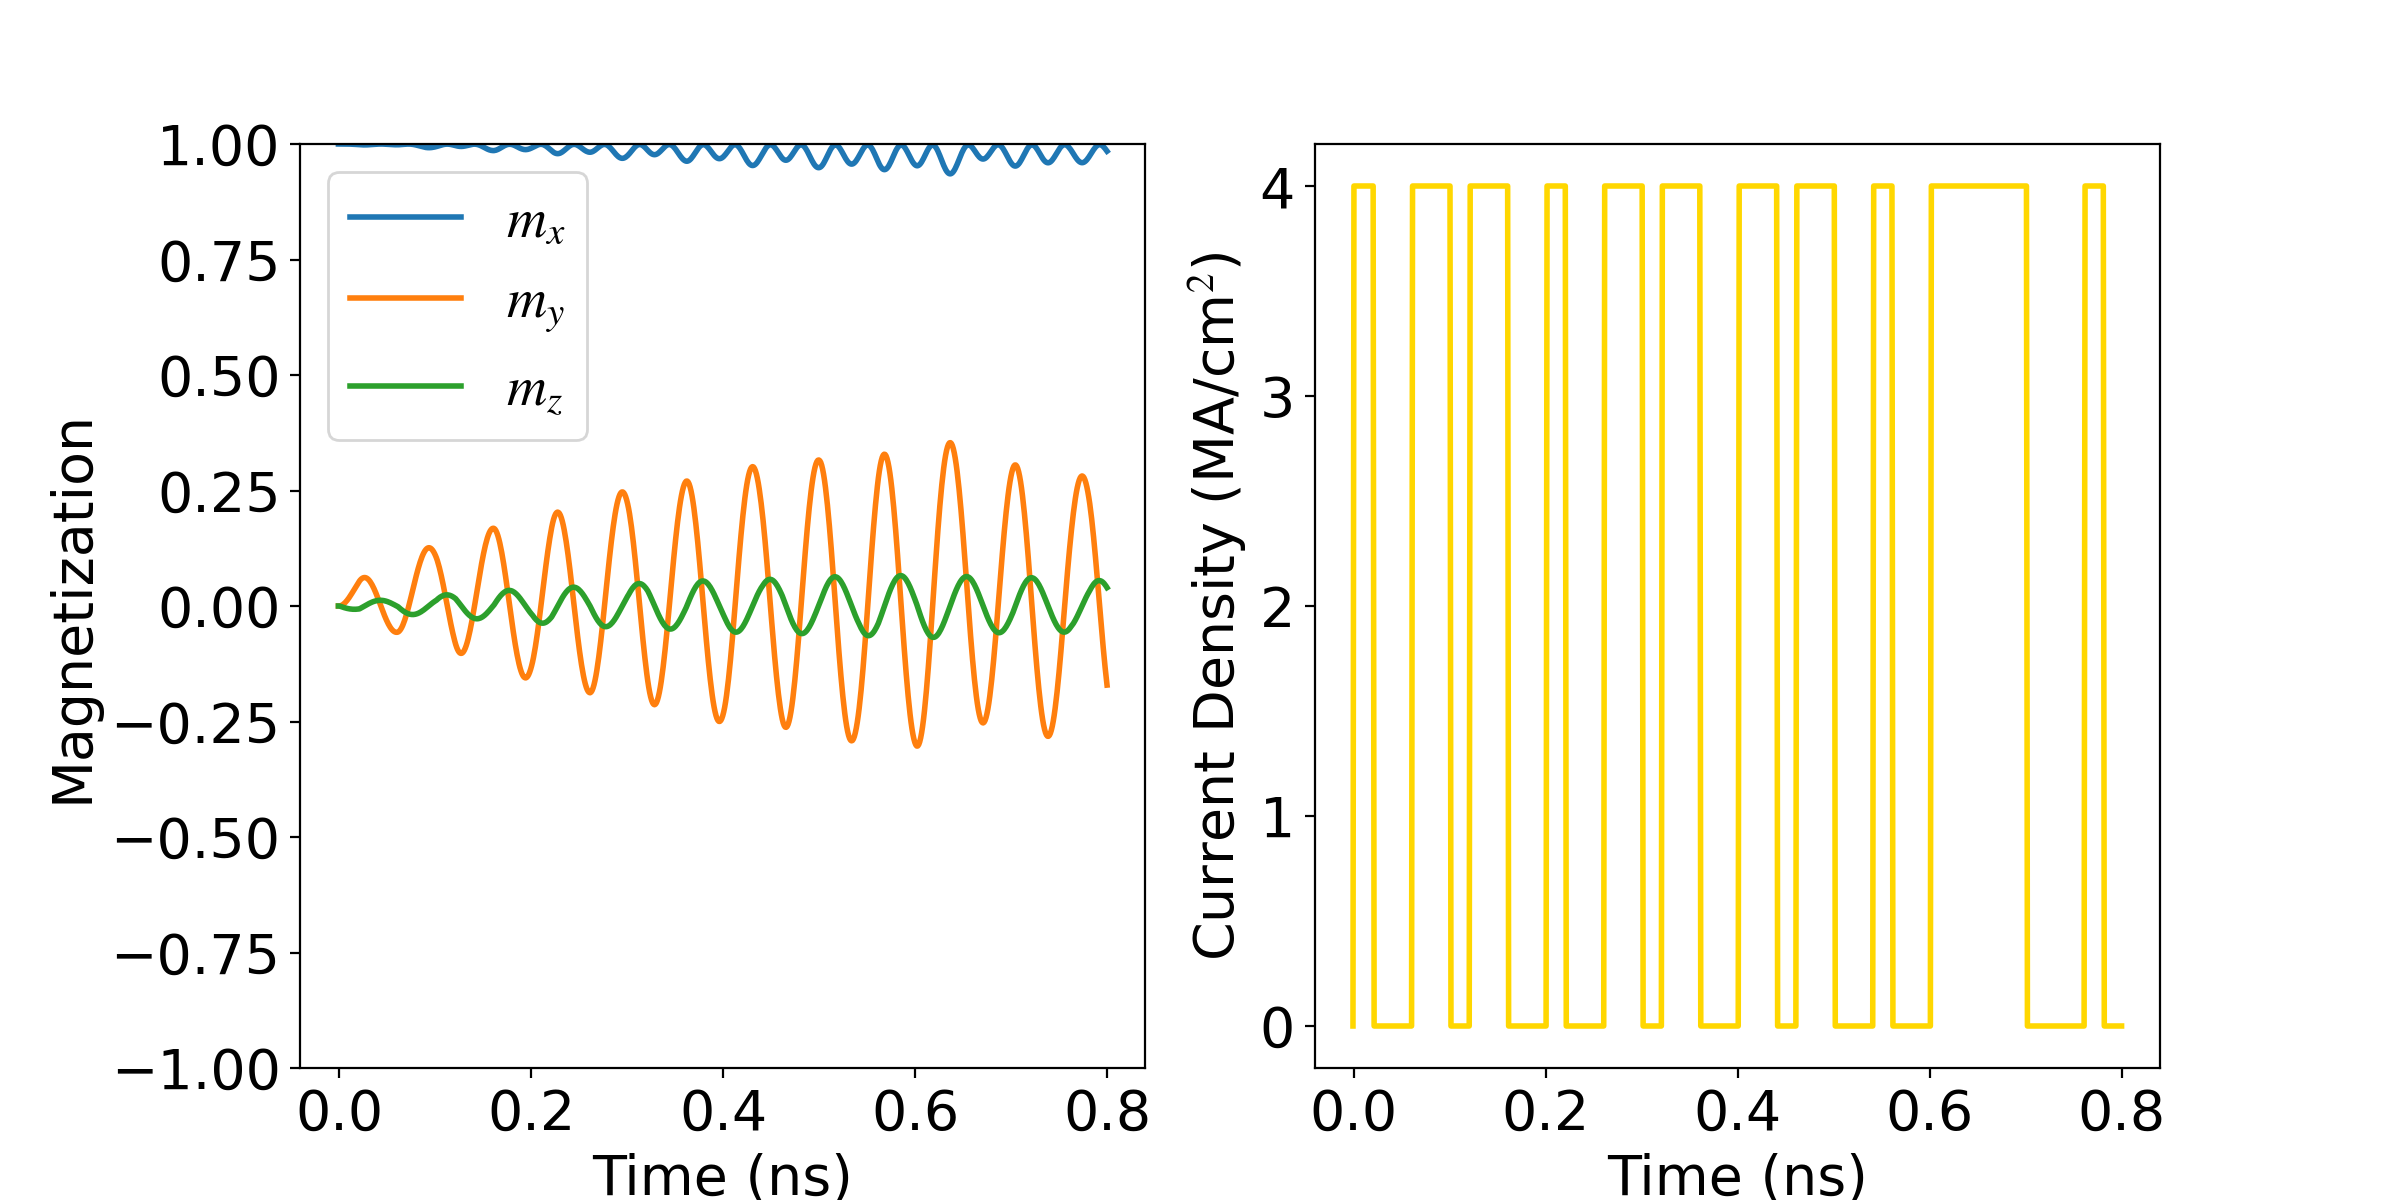 1.00
0.75
0.50
0.25
0.00
−0.25
−0.50
−0.75
−1.00
Magnetization
m_x
m_y
m_z
0.0 0.2 0.4 0.6 0.8
Time (ns)
4
3
2
1
0
Current Density (MA/cm²)
0.0 0.2 0.4 0.6 0.8
Time (ns)